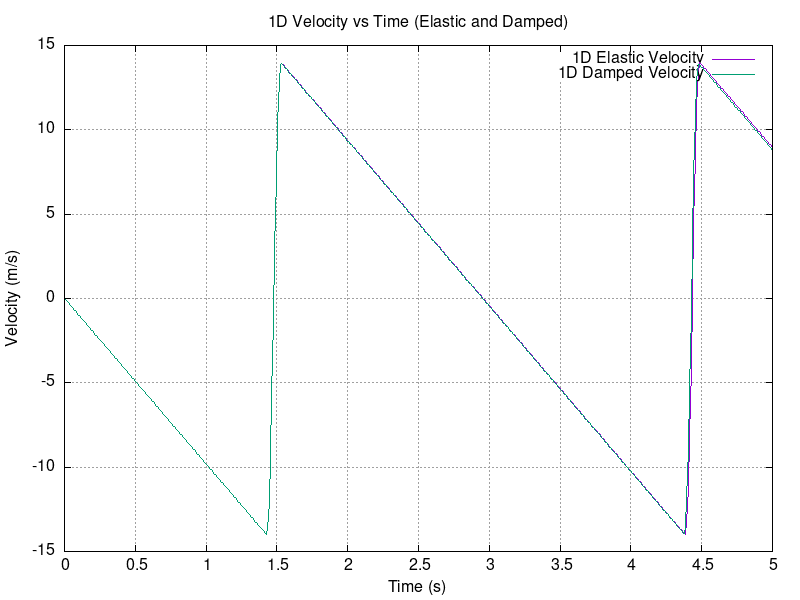 1D Velocity vs Time (Elastic and Damped)
1D Elastic Velocity
1D Damped Velocity
15
10
5
0
-5
-10
-15
Velocity (m/s)
0 0.5 1 1.5 2 2.5 3 3.5 4 4.5 5
Time (s)